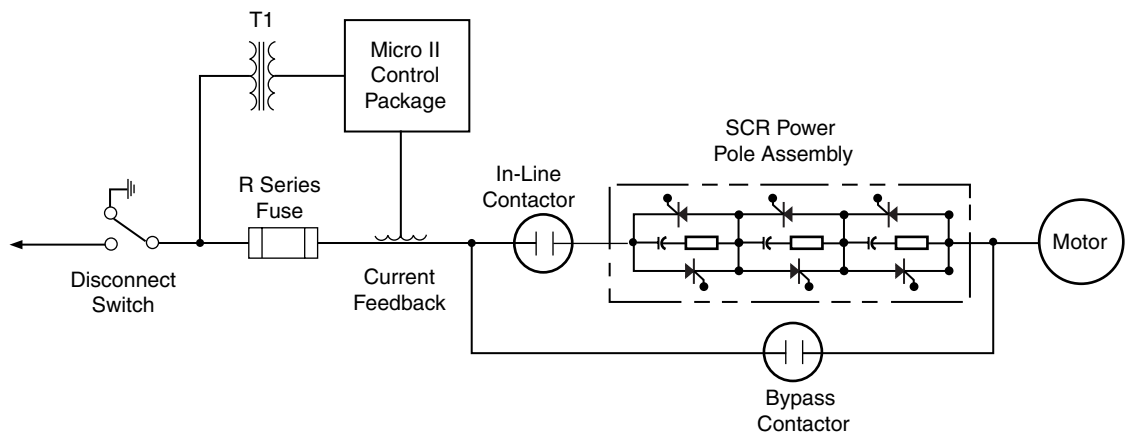 T1
Micro II
Control
Package
SCR Power
Pole Assembly
In-Line
Contactor
R Series
Fuse
Motor
Disconnect
Switch
Current
Feedback
Bypass
Contactor